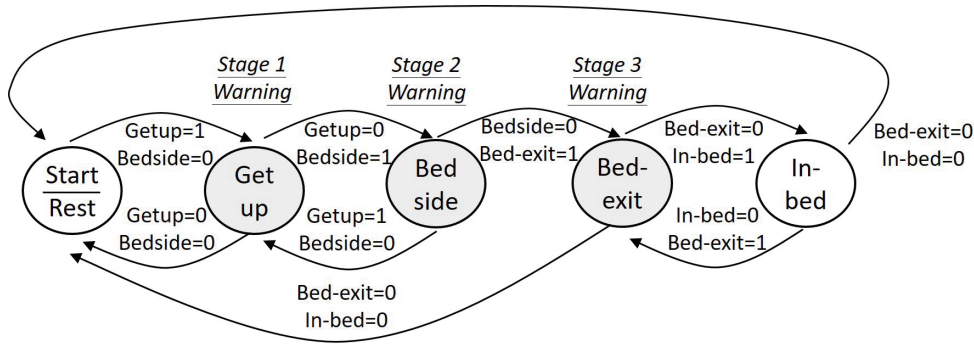 Stage 1
Warning
Stage 2
Warning
Stage 3
Warning
Getup=1
Bedside=0
Getup=0
Bedside=1
Bedside=0
Bed-exit=1
Bed-exit=0
In-bed=1
Bed-exit=0
In-bed=0
Start
Rest
Get
up
Bed
side
Bed-
exit
In-
bed
Getup=0
Bedside=0
Getup=1
Bedside=0
In-bed=0
Bed-exit=1
Bed-exit=0
In-bed=0